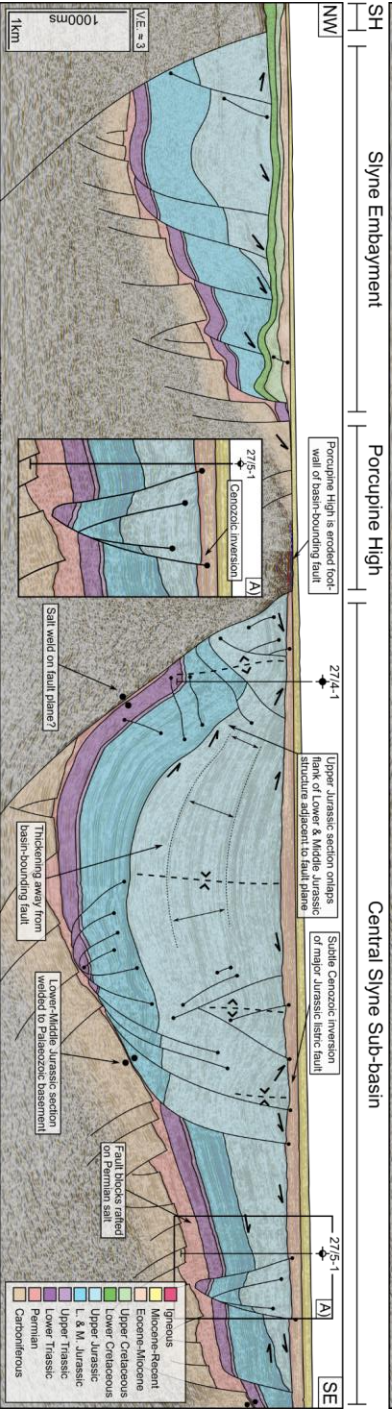 SH
Slyne Embayment
Porcupine High
Central Slyne Sub-basin
NW
SE
Porcupine High is eroded foot-
wall of basin-bounding fault
27/4-1
Upper Jurassic section onlaps
flank of Lower & Middle Jurassic
structure adjacent to fault plane
Subtle Cenozoic inversion
of major Jurassic listric fault
27/5-1
A)
27/5-1
A)
Cenozoic inversion
Salt weld on fault plane?
Thickening away from
basin-bounding fault
Lower-Middle Jurassic section
welded to Palaeozoic basement
Fault blocks rafted
on Permian salt
V.E. ≈ 3
1000ms
1km
Igneous
Miocene-Recent
Eocene-Miocene
Upper Cretaceous
Lower Cretaceous
Upper Jurassic
L. & M. Jurassic
Upper Triassic
Lower Triassic
Permian
Carboniferous